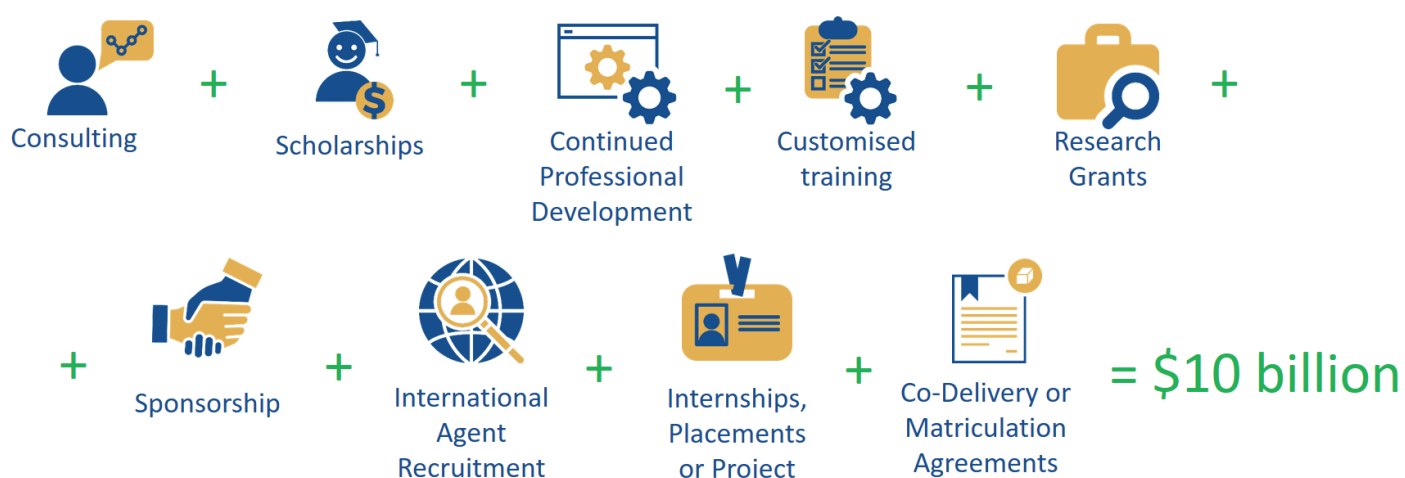 Consulting
+
Scholarships
+
Continued
Professional
Development
+
Customised
training
+
Research
Grants
+
+
Sponsorship
+
International
Agent
Recruitment
+
Internships,
Placements
or Project
+
Co-Delivery or
Matriculation
Agreements
= $10 billion
$